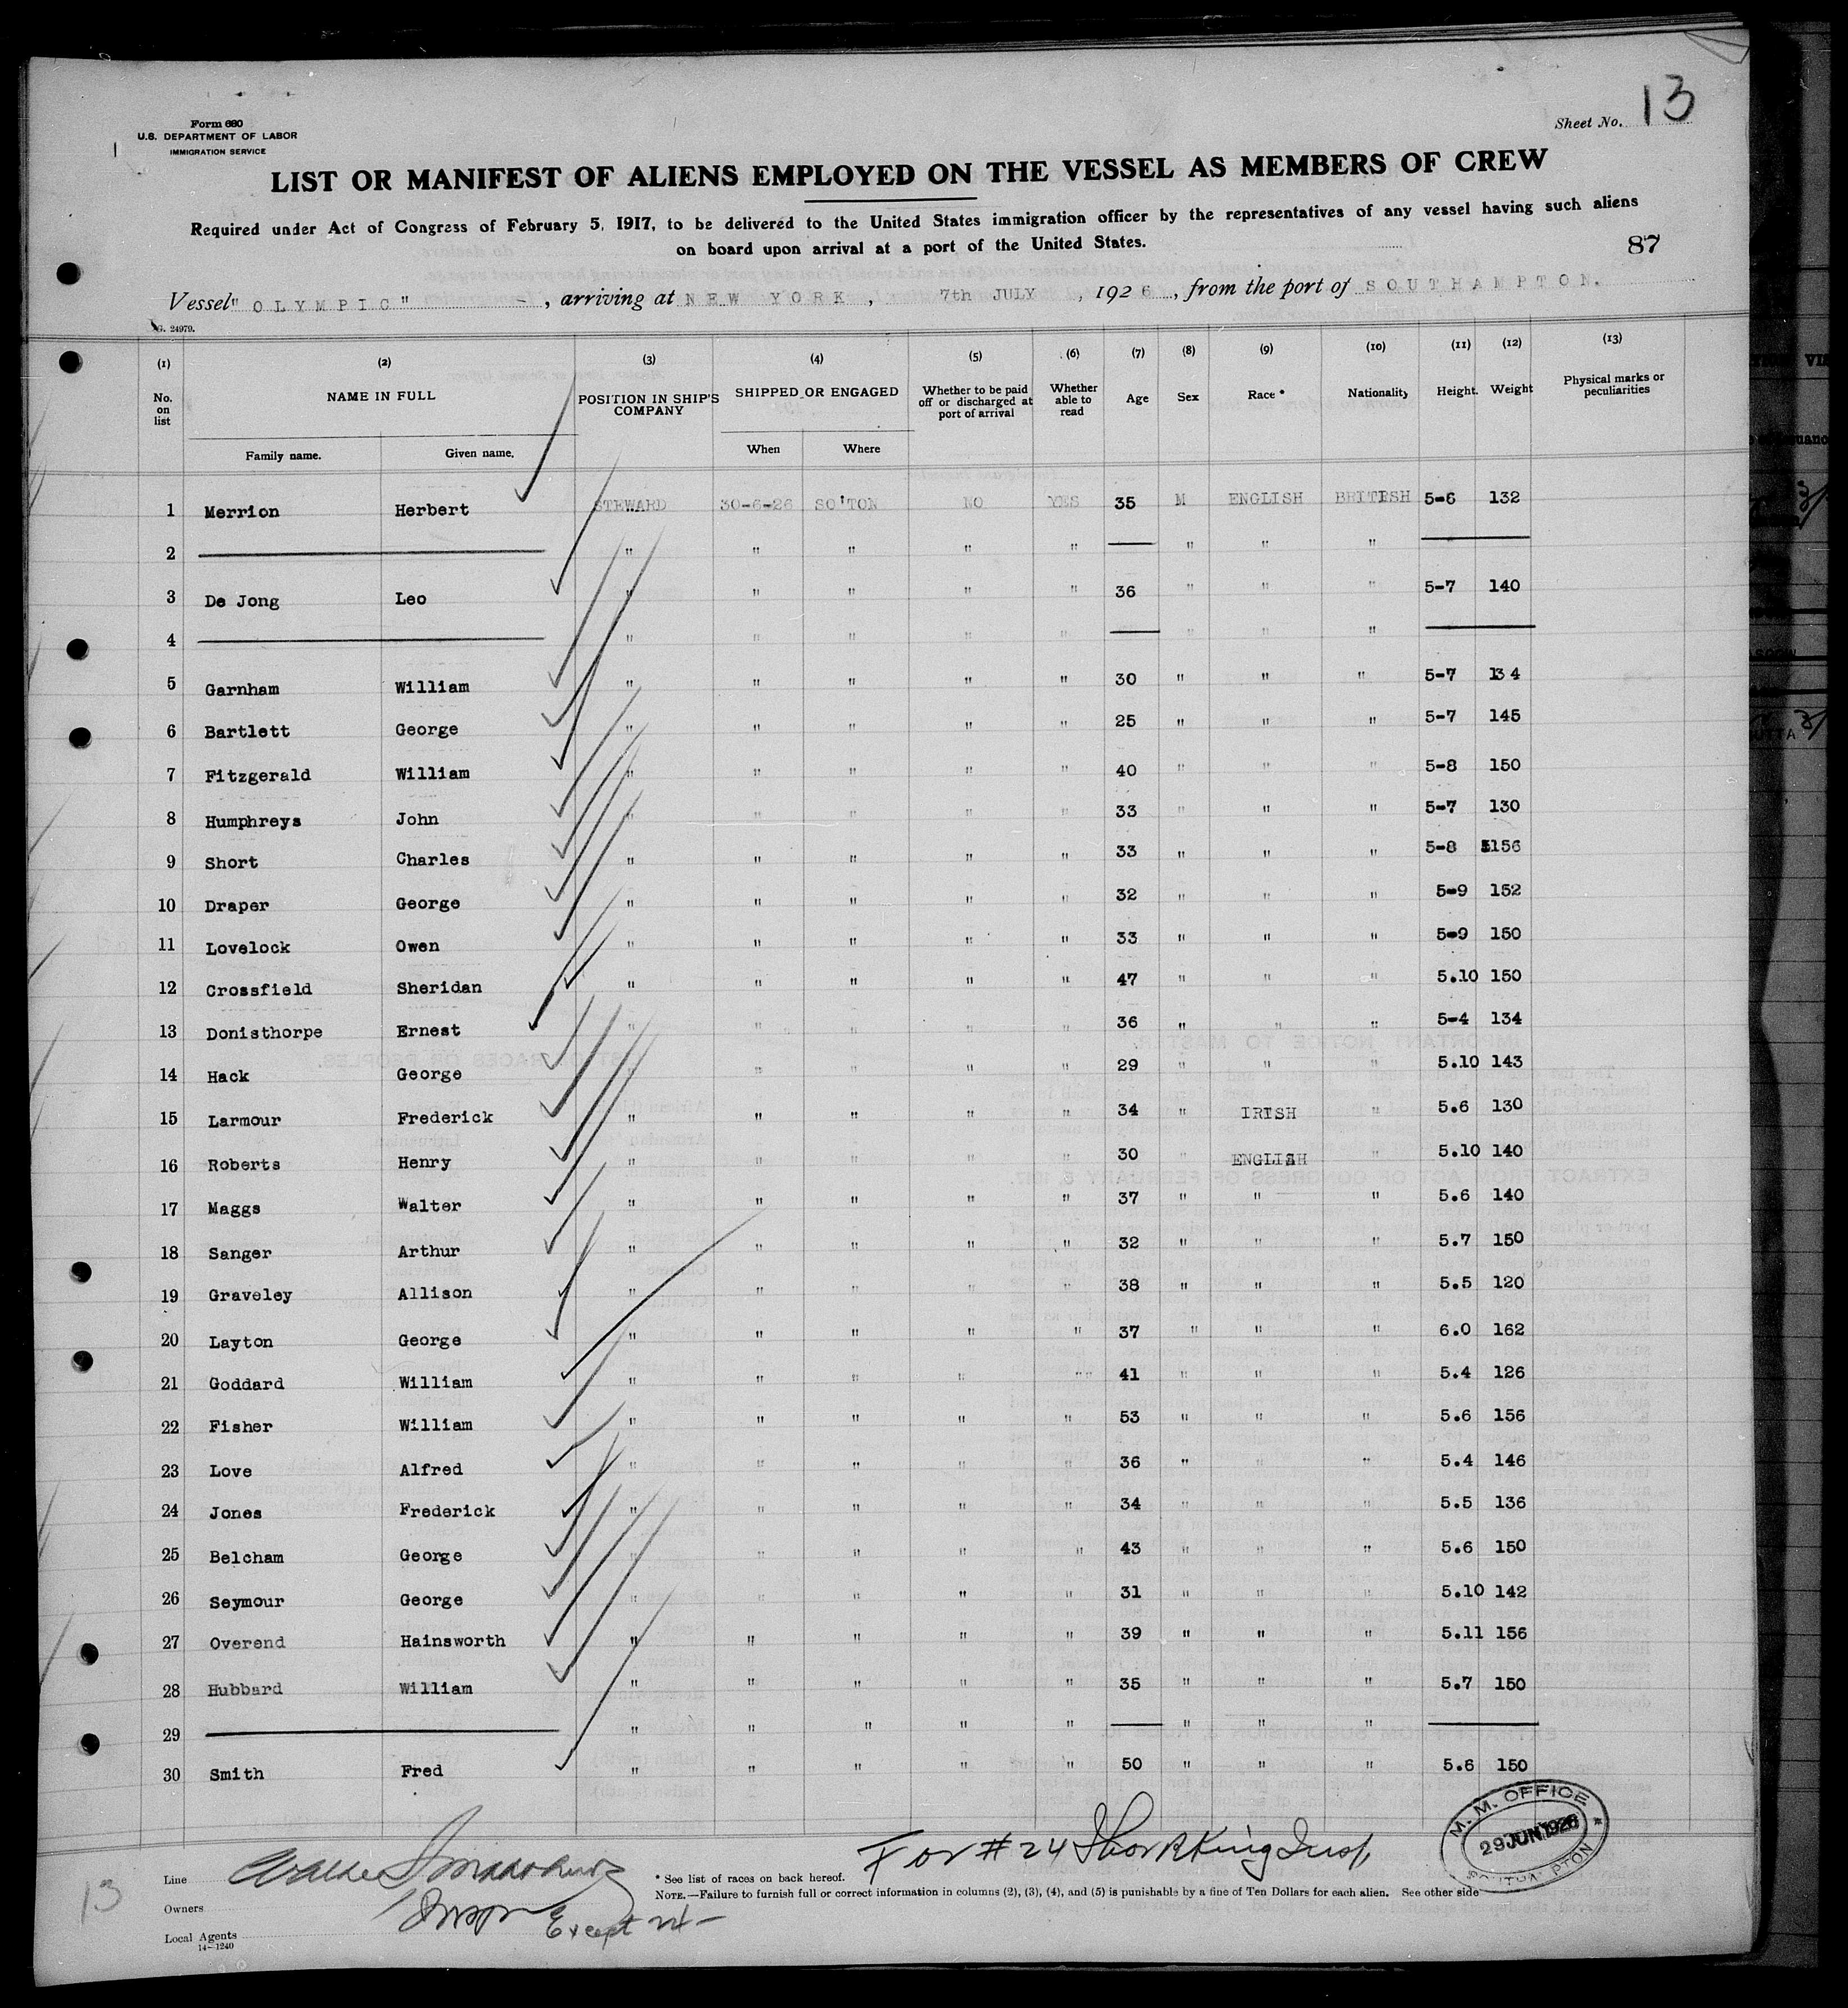 Sheet No. 13
Form 680
U.S. DEPARTMENT OF LABOR
IMMIGRATION SERVICE
LIST OR MANIFEST OF ALIENS EMPLOYED ON THE VESSEL AS MEMBERS OF CREW
Required under Act of Congress of February 5, 1917, to be delivered to the United States immigration officer by the representatives of any vessel having such aliens
on board upon arrival at a port of the United States.
87
Vessel "OLYMPIC" -, arriving at NEW YORK, 7th JULY, 1926, from the port of SOUTHAMPTON.
G. 24979.
(1) (2) (3) (4) (5) (6) (7) (8) (9) (10) (11) (12) (13)
No. on list NAME IN FULL POSITION IN SHIP'S COMPANY SHIPPED OR ENGAGED Whether to be paid off or discharged at port of arrival Whether able to read Age Sex Race * Nationality Height. Weight Physical marks or peculiarities
Family name. Given name. When Where
1 Merrion Herbert STEWARD 30-6-26 SO'TON NO YES 35 M ENGLISH BRITISH 5-6 132
2 " " " " " " " "
3 De Jong Leo " " " " " 36 " " " 5-7 140
4 " " " " " " " "
5 Garnham William " " " " " 30 " " " 5-7 134
6 Bartlett George " " " " " 25 " " " 5-7 145
7 Fitzgerald William " " " " " 40 " " " 5-8 150
8 Humphreys John " " " " " 33 " " " 5-7 130
9 Short Charles " " " " " 33 " " " 5-8 156
10 Draper George " " " " " 32 " " " 5-9 152
11 Lovelock Owen " " " " " 33 " " " 5-9 150
12 Crossfield Sheridan " " " " " 47 " " " 5.10 150
13 Donisthorpe Ernest " " " " " 36 " " " 5-4 134
14 Hack George " " " " " 29 " " " 5.10 143
15 Larmour Frederick " " " " " 34 " IRISH " 5.6 130
16 Roberts Henry " " " " " 30 " ENGLISH " 5.10 140
17 Maggs Walter " " " " " 37 " " " 5.6 140
18 Sanger Arthur " " " " " 32 " " " 5.7 150
19 Graveley Allison " " " " " 38 " " " 5.5 120
20 Layton George " " " " " 37 " " " 6.0 162
21 Goddard William " " " " " 41 " " " 5.4 126
22 Fisher William " " " " " 53 " " " 5.6 156
23 Love Alfred " " " " " 36 " " " 5.4 146
24 Jones Frederick " " " " " 34 " " " 5.5 136
25 Belcham George " " " " " 43 " " " 5.6 150
26 Seymour George " " " " " 31 " " " 5.10 142
27 Overend Hainsworth " " " " " 39 " " " 5.11 156
28 Hubbard William " " " " " 35 " " " 5.7 150
29 " " " " " " " "
30 Smith Fred " " " " " 50 " " " 5.6 150
M. M. OFFICE
29 JUN 1926
SOUTHAMPTON
For #24
Line
* See list of races on back hereof.
NOTE.—Failure to furnish full or correct information in columns (2), (3), (4), and (5) is punishable by a fine of Ten Dollars for each alien. See other side
13
Owners
Except 24-
Local Agents
14-1240